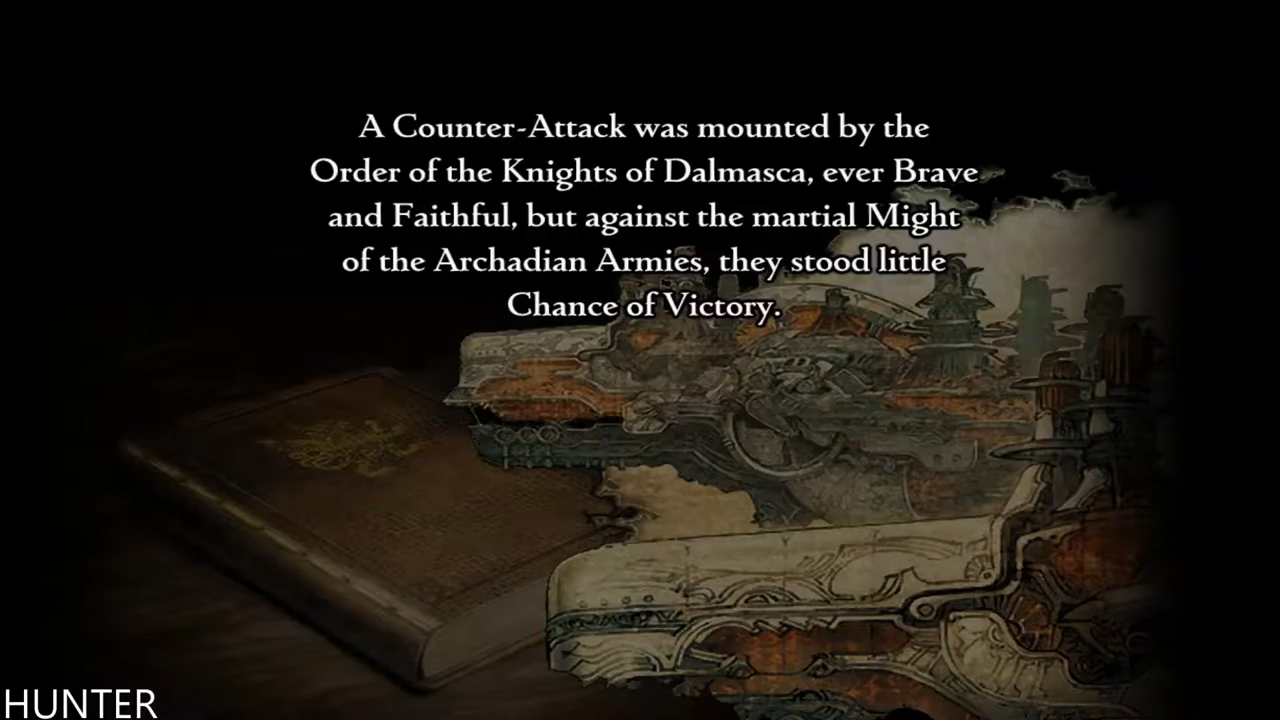 A Counter-Attack was mounted by the
Order of the Knights of Dalmasca, ever Brave
and Faithful, but against the martial Might
of the Archadian Armies, they stood little
Chance of Victory.
HUNTER